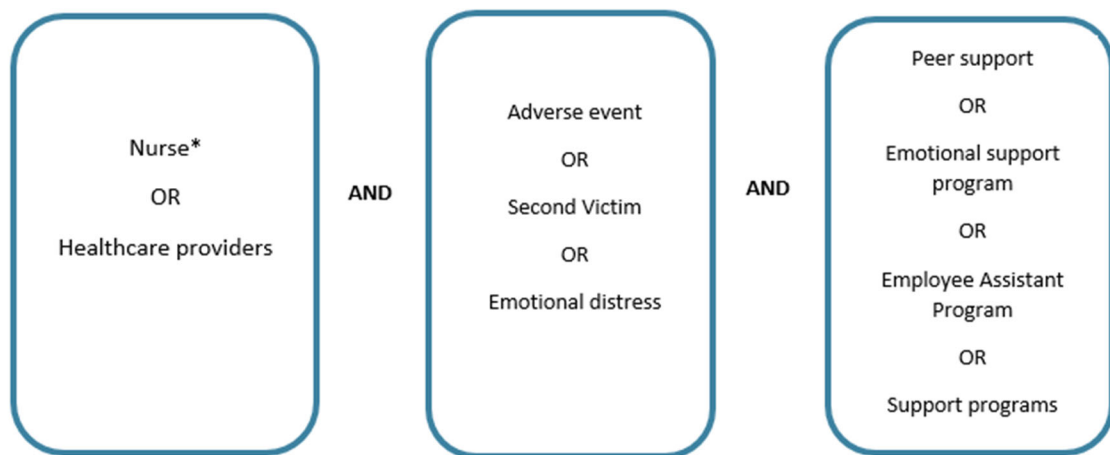 Nurse*
OR
Healthcare providers
AND
Adverse event
OR
Second Victim
OR
Emotional distress
AND
Peer support
OR
Emotional support
program
OR
Employee Assistant
Program
OR
Support programs